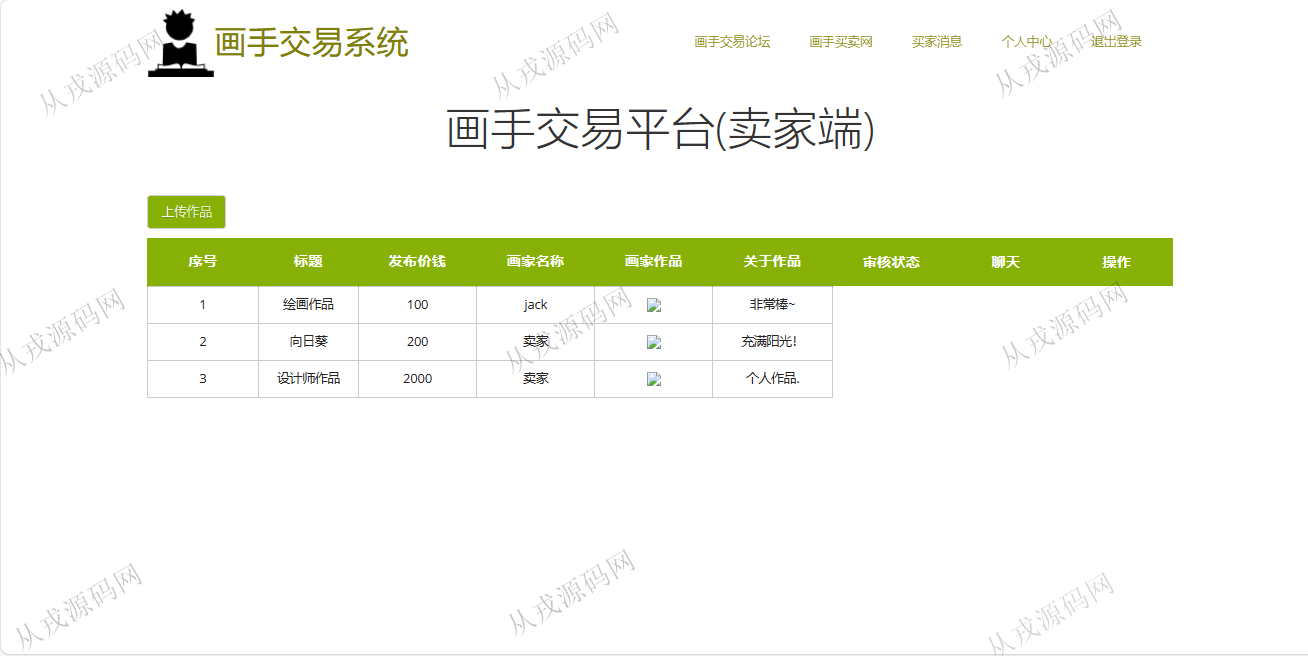 画手交易系统
画手交易论坛 画手买卖网 买家消息 个人中心 退出登录
画手交易平台(卖家端)
上传作品
序号 标题 发布价钱 画家名称 画家作品 关于作品 审核状态 聊天 操作
1 绘画作品 100 jack 非常棒~
2 向日葵 200 卖家 充满阳光!
3 设计师作品 2000 卖家 个人作品.
从戎源码网
从戎源码网
从戎源码网
从戎源码网
从戎源码网
从戎源码网
从戎源码网
从戎源码网
从戎源码网